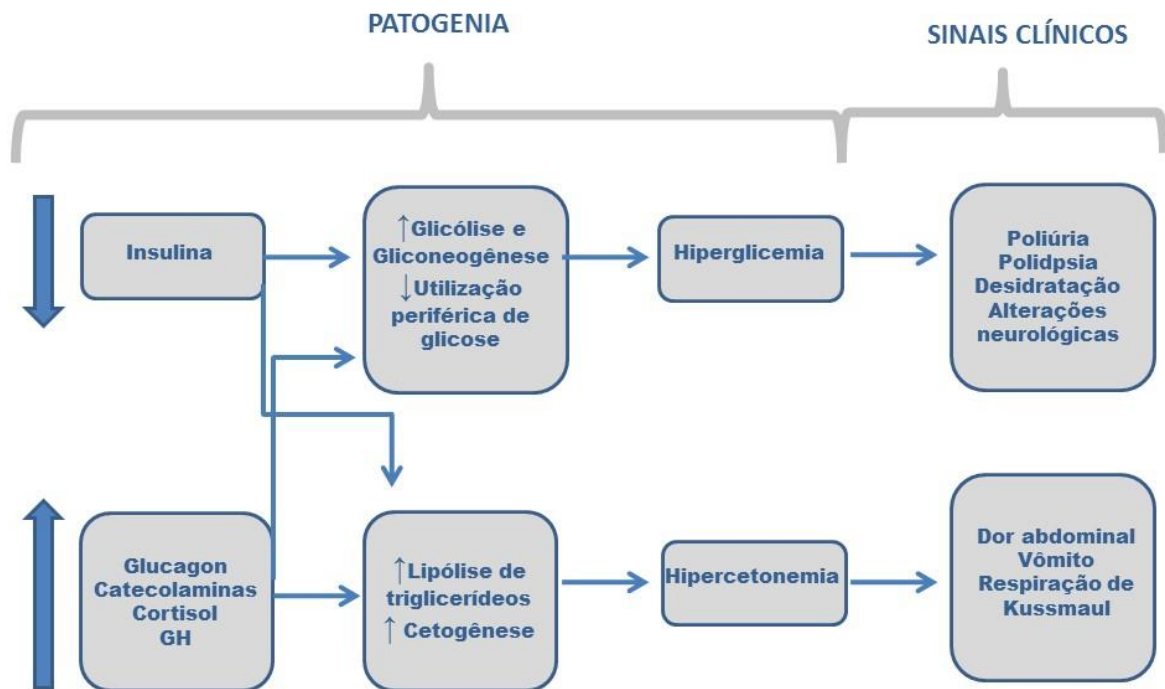 PATOGENIA
SINAIS CLÍNICOS
Insulina
↑Glicólise e
Gliconeogênese
↓Utilização
periférica de
glicose
Hiperglicemia
Poliúria
Polidpsia
Desidratação
Alterações
neurológicas
Glucagon
Catecolaminas
Cortisol
GH
↑Lipólise de
triglicerídeos
↑ Cetogênese
Hipercetonemia
Dor abdominal
Vômito
Respiração de
Kussmaul